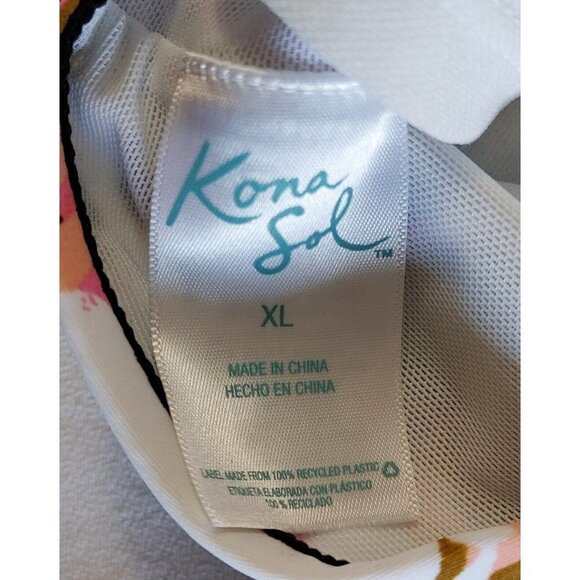 Kona
Sol™
XL
MADE IN CHINA
HECHO EN CHINA
LABEL MADE FROM 100% RECYCLED PLASTIC
ETIQUETA ELABORADA CON PLÁSTICO
100 % RECICLADO